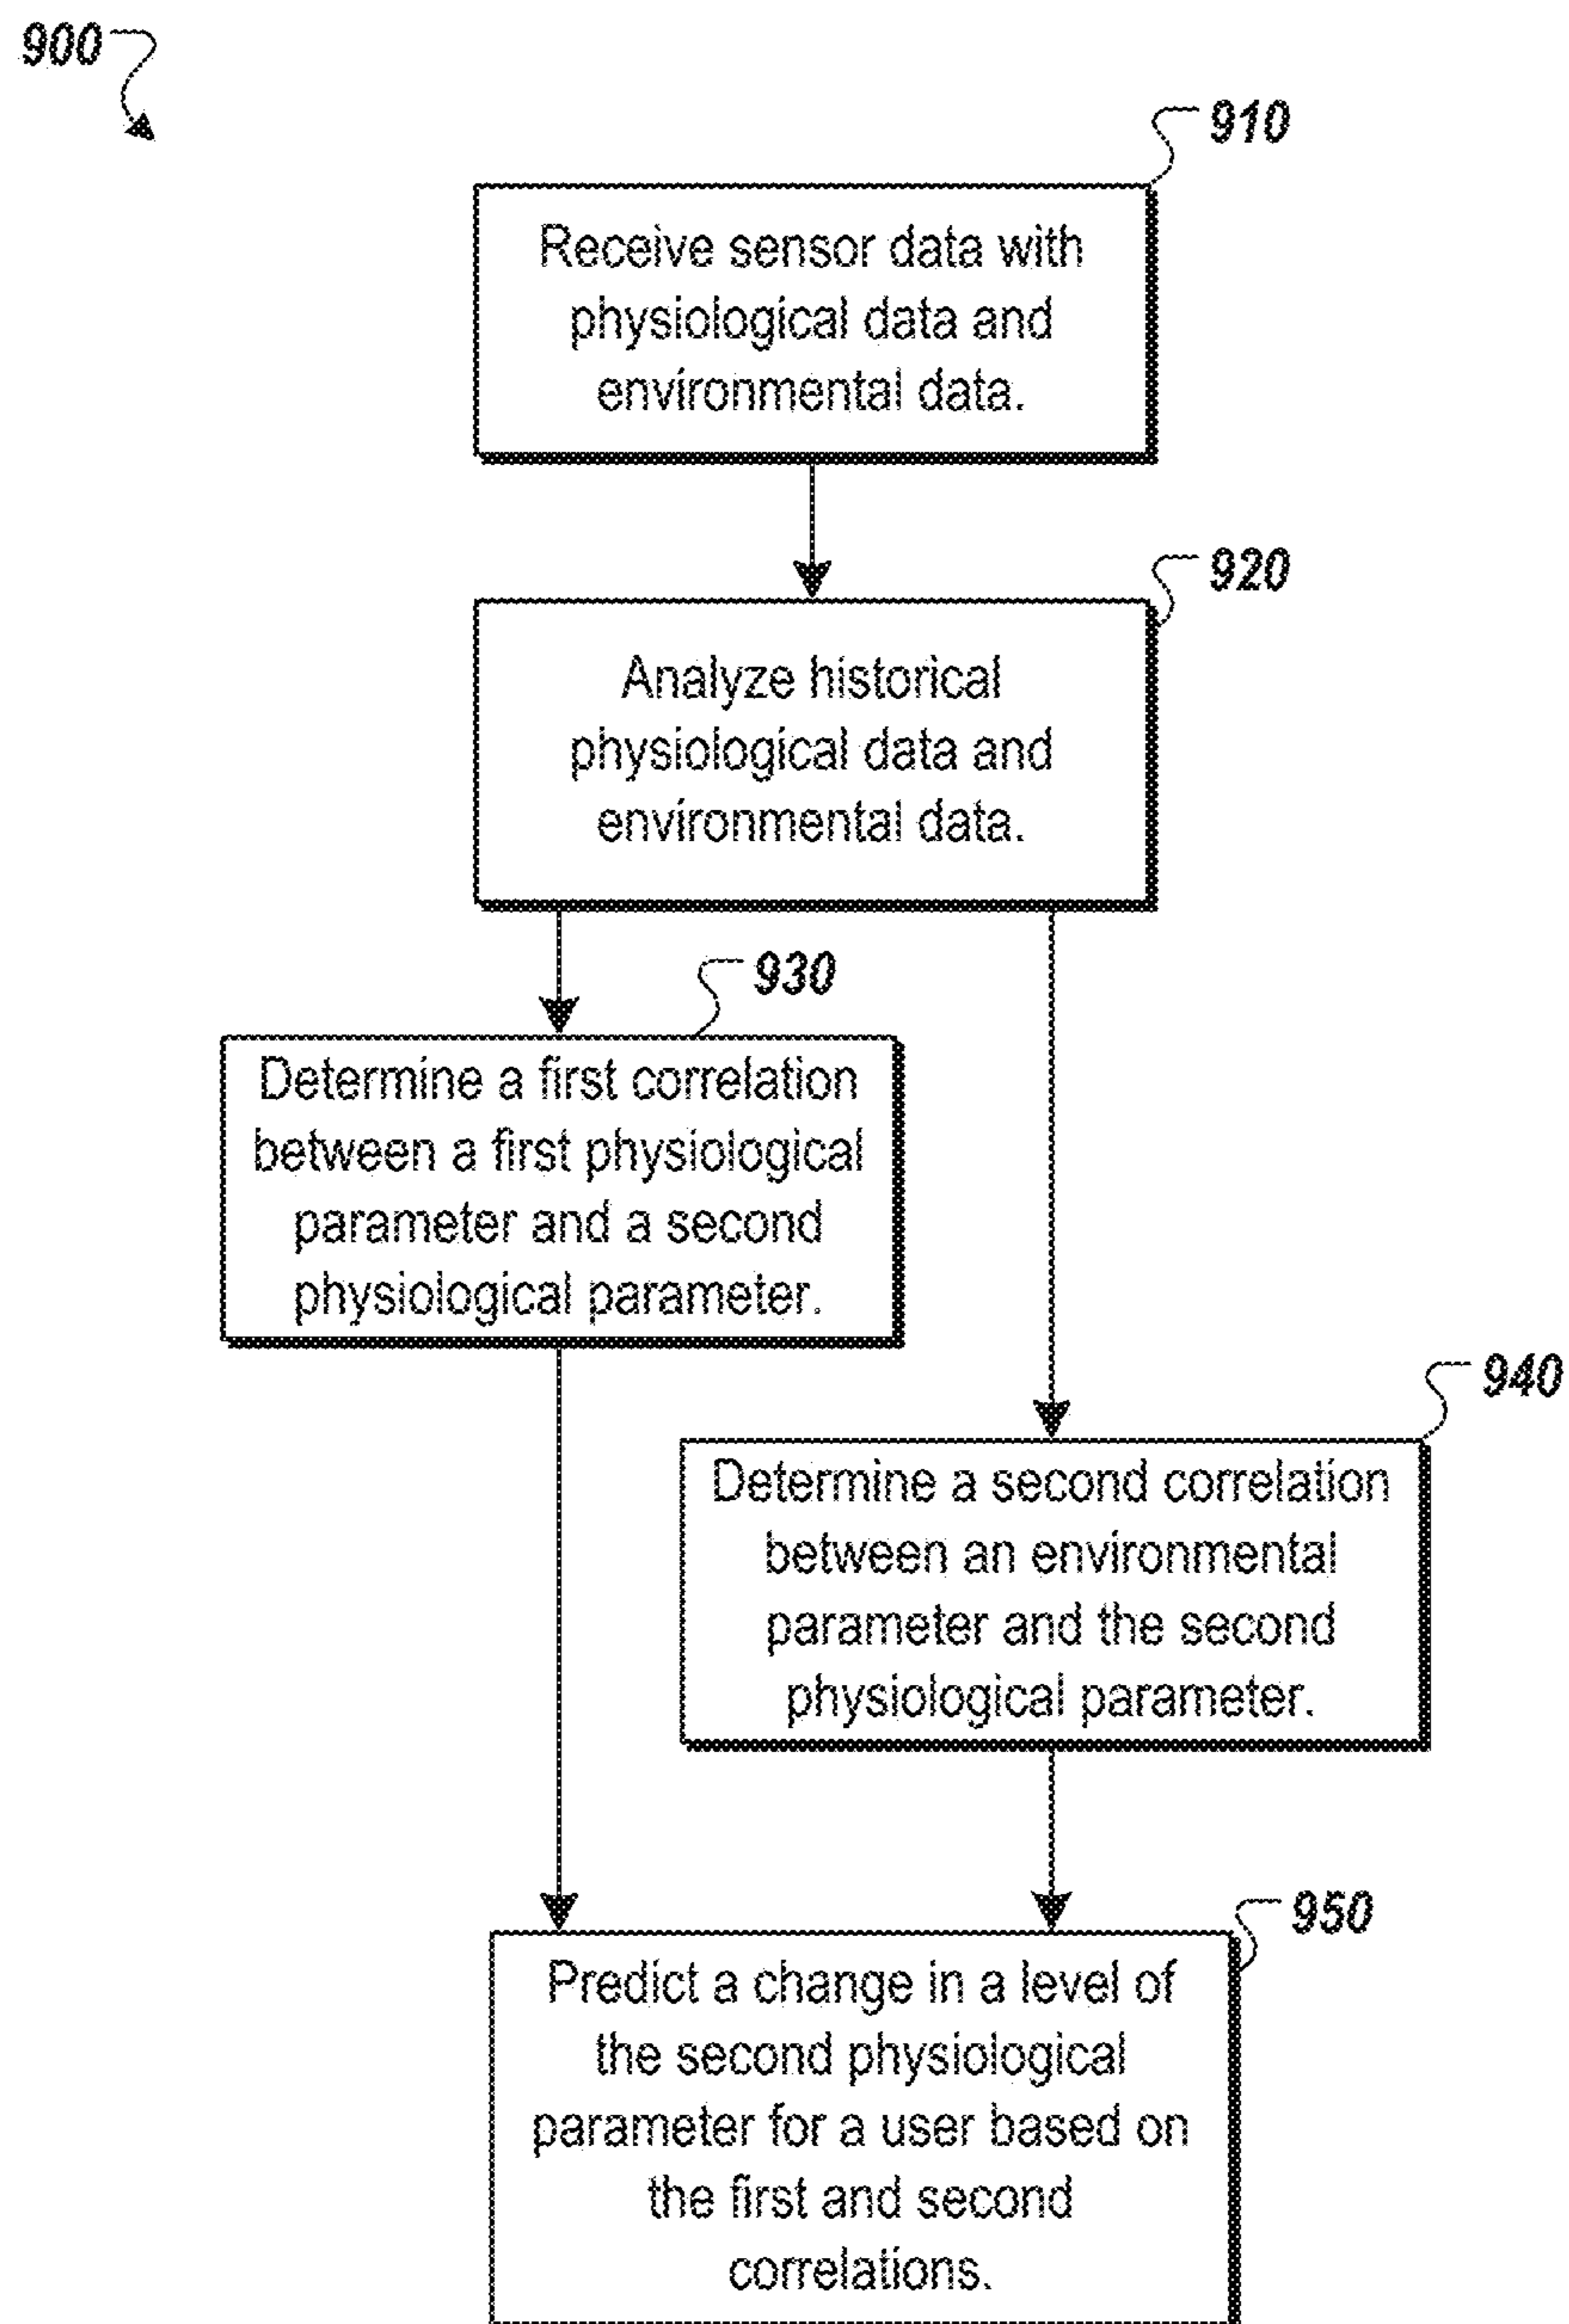 900
910
Receive sensor data with
physiological data and
environmental data.
920
Analyze historical
physiological data and
environmental data.
930
Determine a first correlation
between a first physiological
parameter and a second
physiological parameter.
940
Determine a second correlation
between an environmental
parameter and the second
physiological parameter.
950
Predict a change in a level of
the second physiological
parameter for a user based on
the first and second
correlations.